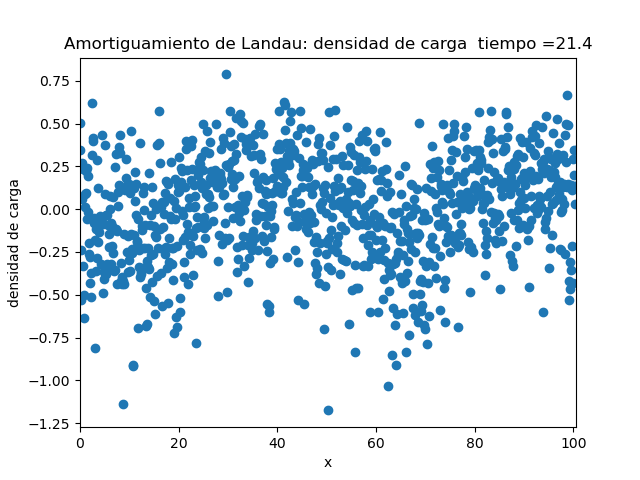 Amortiguamiento de Landau: densidad de carga  tiempo =21.4
densidad de carga
0.75
0.50
0.25
0.00
−0.25
−0.50
−0.75
−1.00
−1.25
0 20 40 60 80 100
x